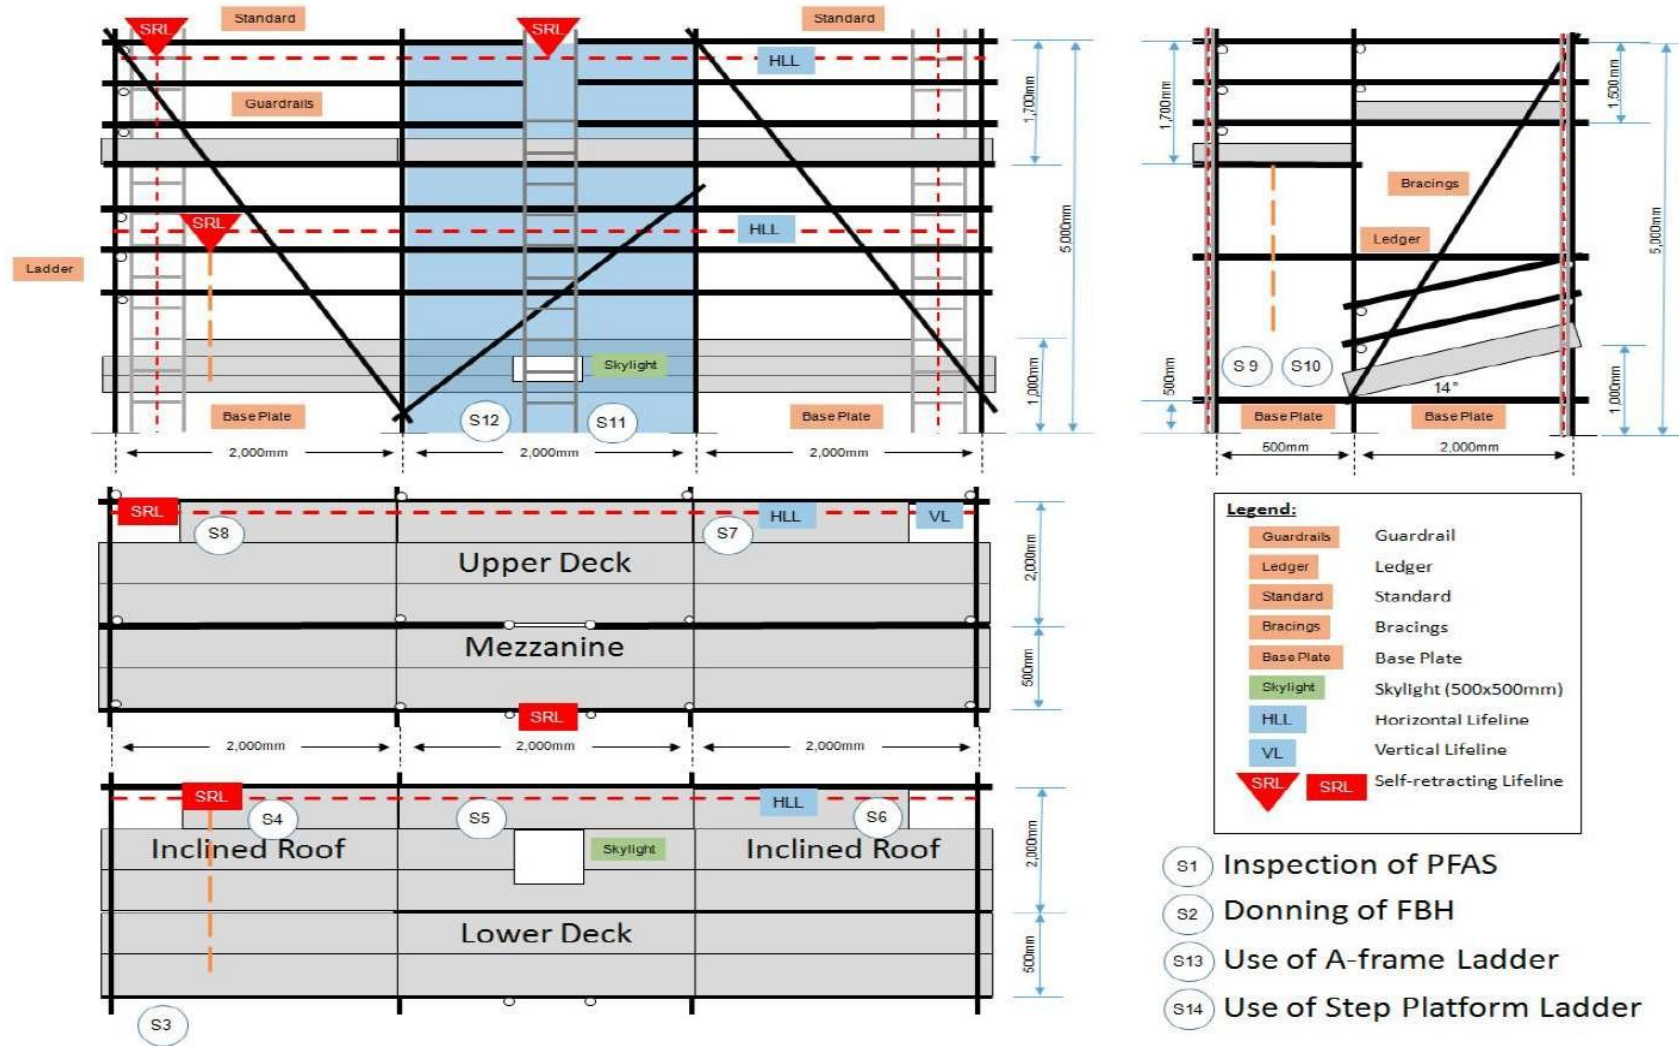 SRL
Standard
SRL
Standard
HLL
Guardrails
SRL
HLL
Ladder
Skylight
Base Plate
S12
S11
Base Plate
2,000mm
2,000mm
2,000mm
1,700mm
5,000mm
1,000mm
1,700mm
1,500mm
Bracings
Ledger
5,000mm
S 9
S10
14°
500mm
1,000mm
Base Plate
Base Plate
500mm
2,000mm
SRL
S8
S7
HLL
VL
Upper Deck
2,000mm
Mezzanine
500mm
SRL
2,000mm
2,000mm
2,000mm
SRL
S4
S5
HLL
S6
Inclined Roof
Skylight
Inclined Roof
2,000mm
Lower Deck
500mm
S3
Legend:
Guardrails Guardrail
Ledger Ledger
Standard Standard
Bracings Bracings
Base Plate Base Plate
Skylight Skylight (500x500mm)
HLL Horizontal Lifeline
VL Vertical Lifeline
SRL SRL Self-retracting Lifeline
S1 Inspection of PFAS
S2 Donning of FBH
S13 Use of A-frame Ladder
S14 Use of Step Platform Ladder